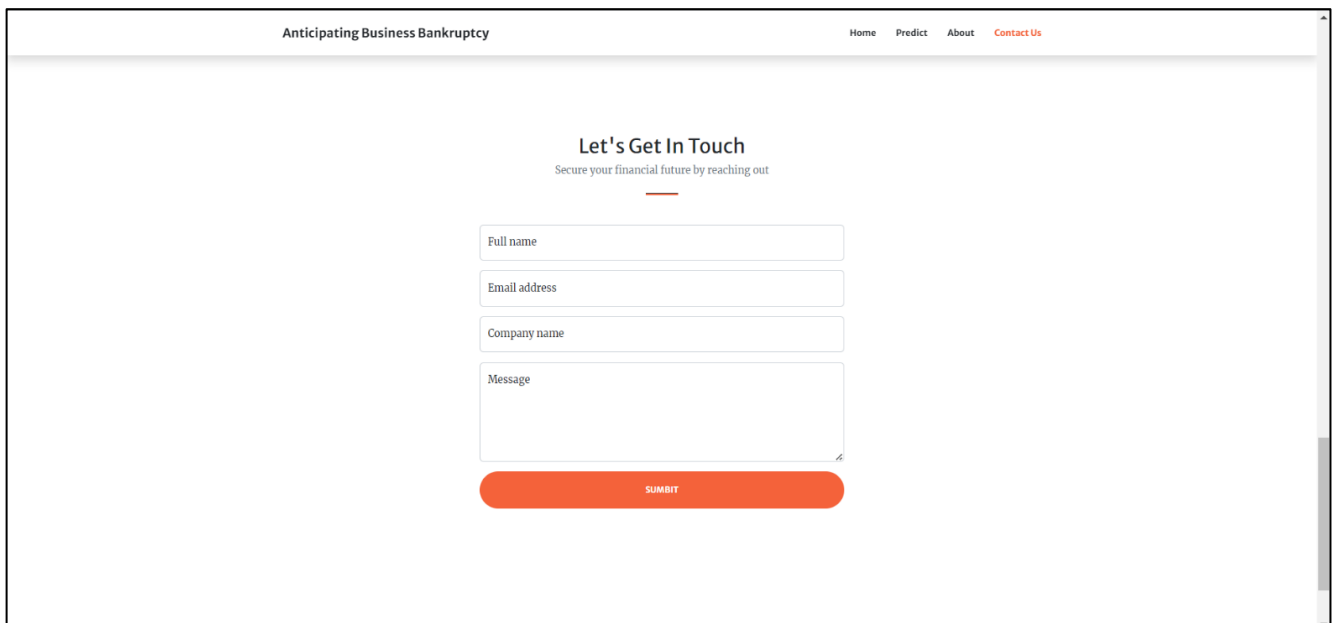 Anticipating Business Bankruptcy
Home Predict About Contact Us
Let's Get In Touch
Secure your financial future by reaching out
Full name
Email address
Company name
Message
SUMBIT